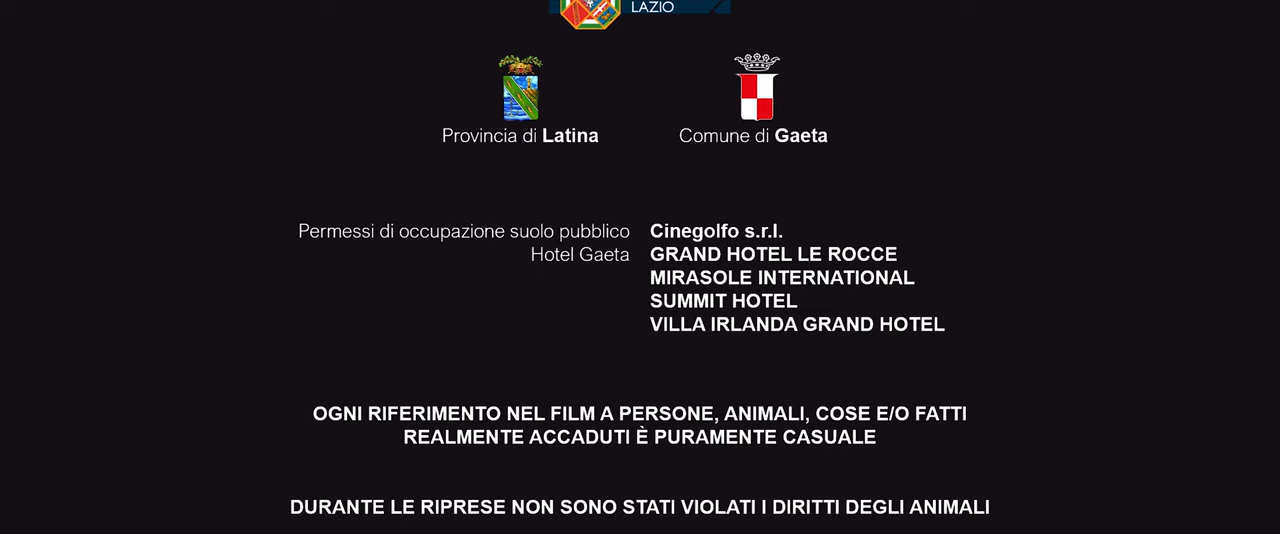 LAZIO
Provincia di Latina
Comune di Gaeta
Permessi di occupazione suolo pubblico Cinegolfo s.r.l.
Hotel Gaeta GRAND HOTEL LE ROCCE
MIRASOLE INTERNATIONAL
SUMMIT HOTEL
VILLA IRLANDA GRAND HOTEL
OGNI RIFERIMENTO NEL FILM A PERSONE, ANIMALI, COSE E/O FATTI
REALMENTE ACCADUTI È PURAMENTE CASUALE
DURANTE LE RIPRESE NON SONO STATI VIOLATI I DIRITTI DEGLI ANIMALI